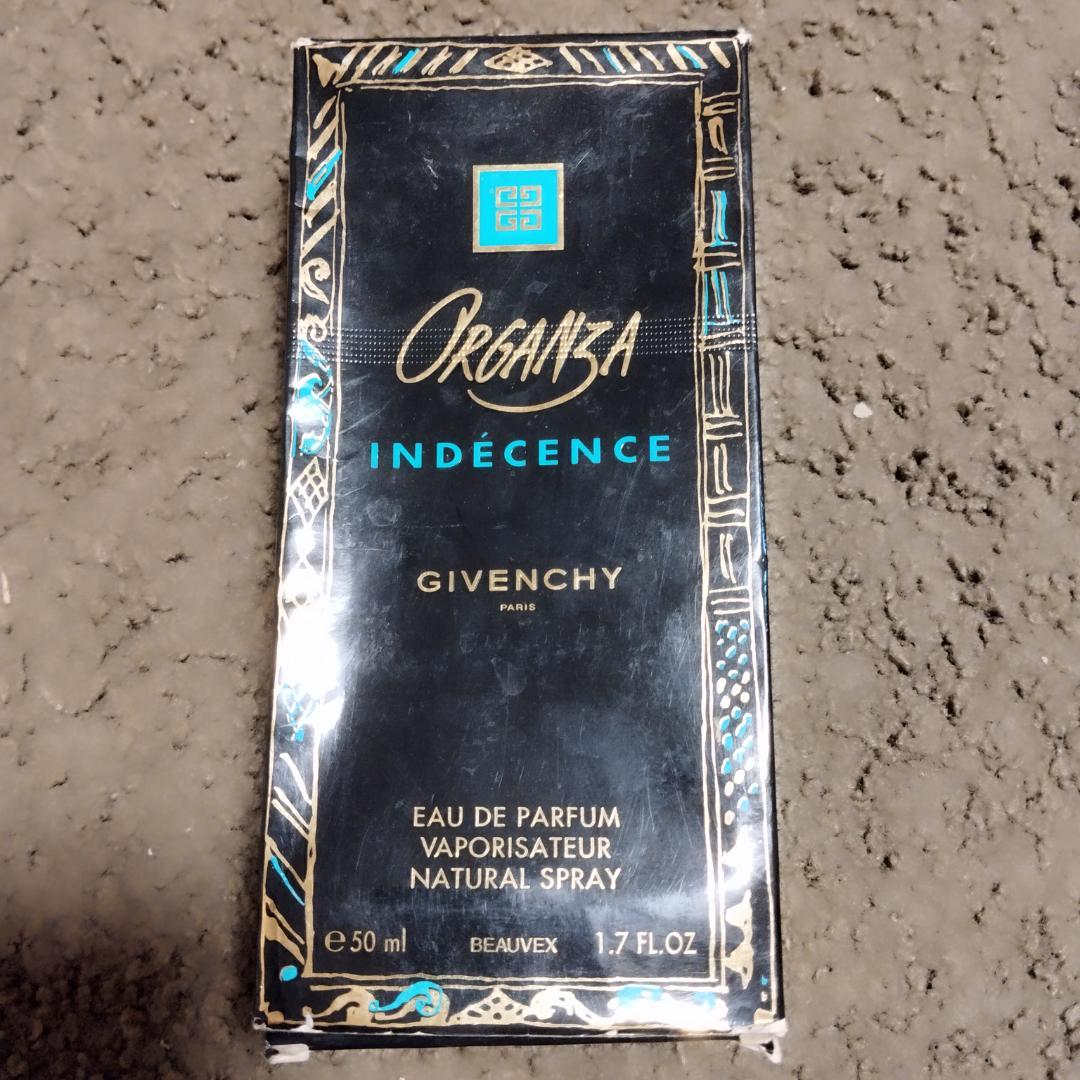 ORGANZA
INDÉCENCE
GIVENCHY
PARIS
EAU DE PARFUM
VAPORISATEUR
NATURAL SPRAY
℮ 50 ml BEAUVEX 1.7 FL.OZ